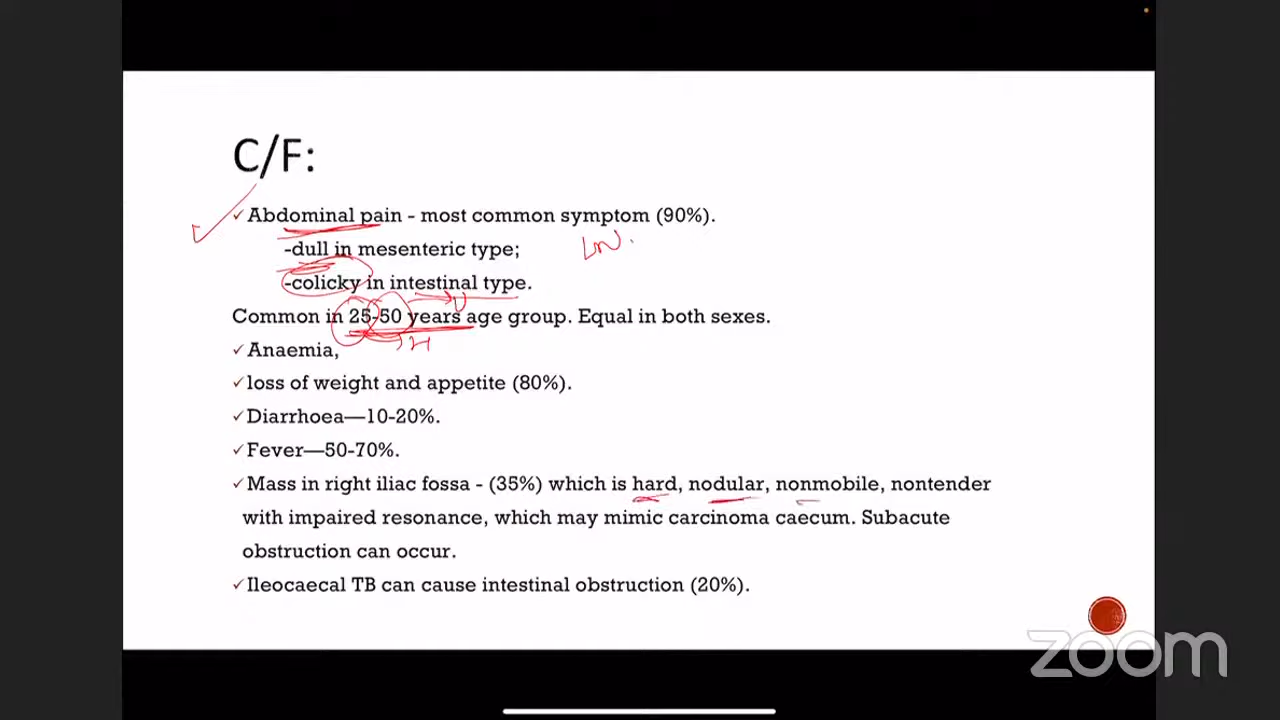 C/F:
✓Abdominal pain - most common symptom (90%).
-dull in mesenteric type;
LN.
-colicky in intestinal type.
Common in 25-50 years age group. Equal in both sexes.
✓Anaemia,
✓loss of weight and appetite (80%).
✓Diarrhoea—10-20%.
✓Fever—50-70%.
✓Mass in right iliac fossa - (35%) which is hard, nodular, nonmobile, nontender
with impaired resonance, which may mimic carcinoma caecum. Subacute
obstruction can occur.
✓Ileocaecal TB can cause intestinal obstruction (20%).
zoom